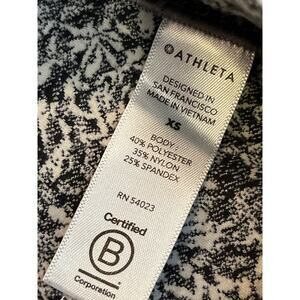 ATHLETA
DESIGNED IN
SAN FRANCISCO
MADE IN VIETNAM
XS
BODY:
40% POLYESTER
35% NYLON
25% SPANDEX
RN 54023
Certified
B
Corporation